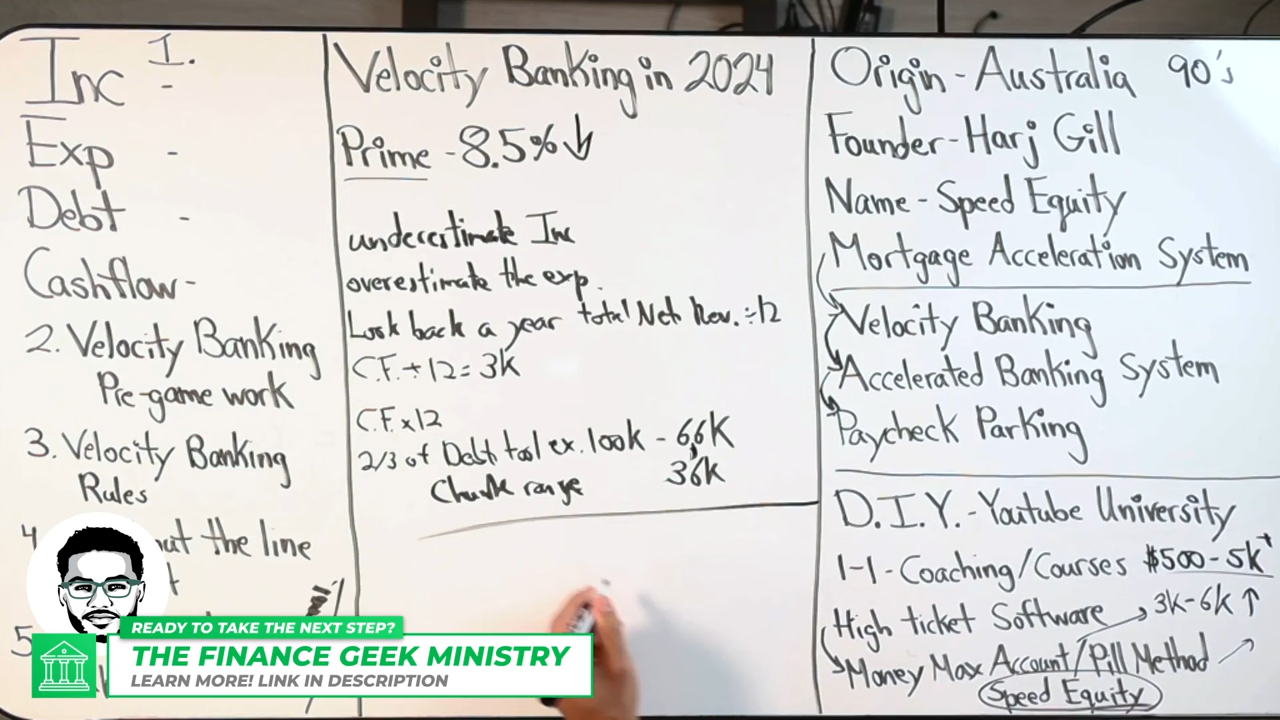 Inc 1. -
Exp -
Debt -
Cashflow -
2. Velocity Banking
Pre-game work
3. Velocity Banking
Rules
4
out the line
5
Velocity Banking in 2024
Prime - 8.5% ↓
underestimate Inc
overestimate the exp.
Look back a year total Net Rev. ÷ 12
C.F. ÷ 12 = 3K
C.F. x 12
2/3 of Debt tool ex. 100k - 66K
Chunk range 36K
Origin - Australia 90's
Founder - Harj Gill
Name - Speed Equity
Mortgage Acceleration System
Velocity Banking
Accelerated Banking System
Paycheck Parking
D.I.Y. - Youtube University
1-1 - Coaching/Courses $500 - 5K+
High ticket Software → 3K-6K ↑
Money Max Account/Pill Method
Speed Equity
READY TO TAKE THE NEXT STEP?
THE FINANCE GEEK MINISTRY
LEARN MORE! LINK IN DESCRIPTION